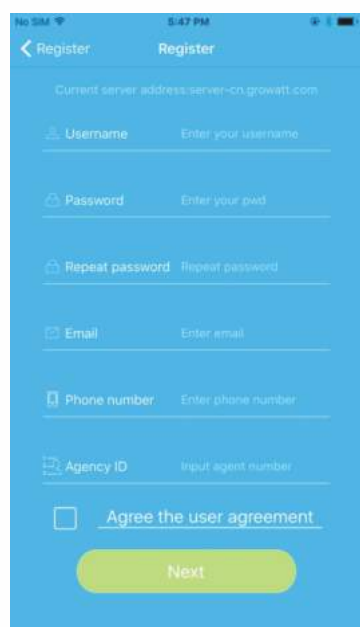 No SIM 5:47 PM
Register Register
Current server address:server-cn.growatt.com
Username Enter your username
Password Enter your pwd
Repeat password Repeat password
Email Enter email
Phone number Enter phone number
Agency ID Input agent number
Agree the user agreement
Next